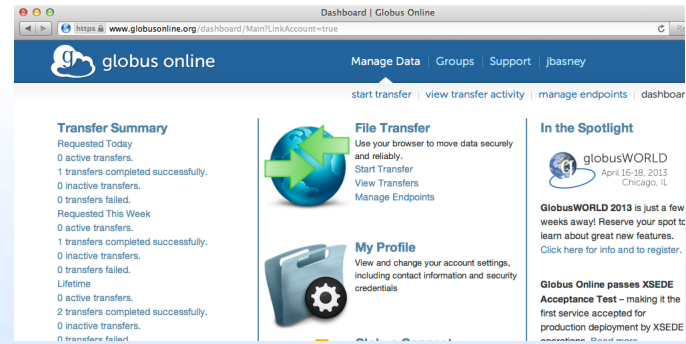 Dashboard | Globus Online
https www.globusonline.org/dashboard/Main?LinkAccount=true
globus online
Manage Data | Groups | Support | jbasney
start transfer | view transfer activity | manage endpoints | dashboar
Transfer Summary
Requested Today
0 active transfers.
1 transfers completed successfully.
0 inactive transfers.
0 transfers failed.
Requested This Week
0 active transfers.
1 transfers completed successfully.
0 inactive transfers.
0 transfers failed.
Lifetime
0 active transfers.
2 transfers completed successfully.
0 inactive transfers.
0 transfers failed
File Transfer
Use your browser to move data securely
and reliably.
Start Transfer
View Transfers
Manage Endpoints
My Profile
View and change your account settings,
including contact information and security
credentials
In the Spotlight
globusWORLD
April 16-18, 2013
Chicago, IL
GlobusWORLD 2013 is just a few
weeks away! Reserve your spot to
learn about great new features.
Click here for info and to register.
Globus Online passes XSEDE
Acceptance Test – making it the
first service accepted for
production deployment by XSEDE
operations. Read more